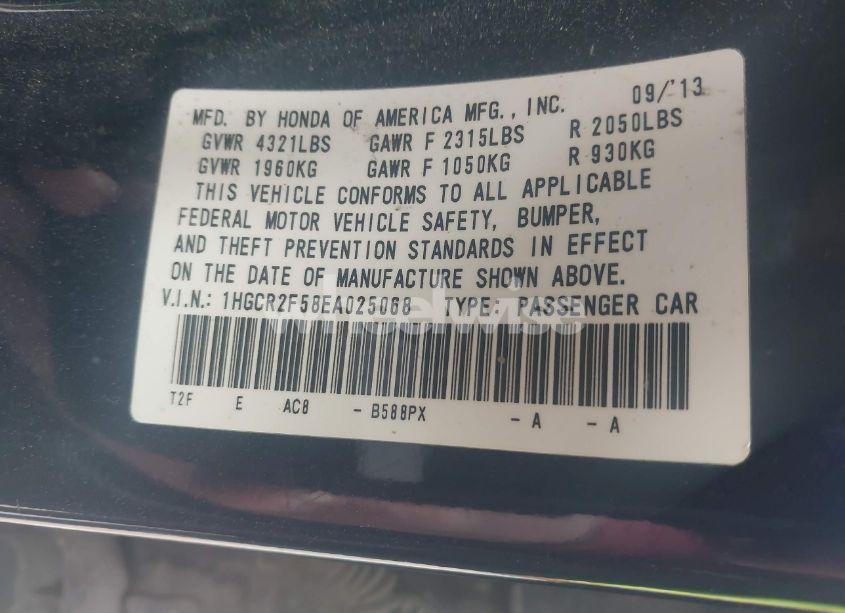 MFD. BY HONDA OF AMERICA MFG., INC. 09/'13
GVWR 4321LBS GAWR F 2315LBS R 2050LBS
GVWR 1960KG GAWR F 1050KG R 930KG
THIS VEHICLE CONFORMS TO ALL APPLICABLE
FEDERAL MOTOR VEHICLE SAFETY, BUMPER,
AND THEFT PREVENTION STANDARDS IN EFFECT
ON THE DATE OF MANUFACTURE SHOWN ABOVE.
V.I.N.: 1HGCR2F58EA025068 TYPE: PASSENGER CAR
wheelwise
T2F E AC8 - B588PX - A - A